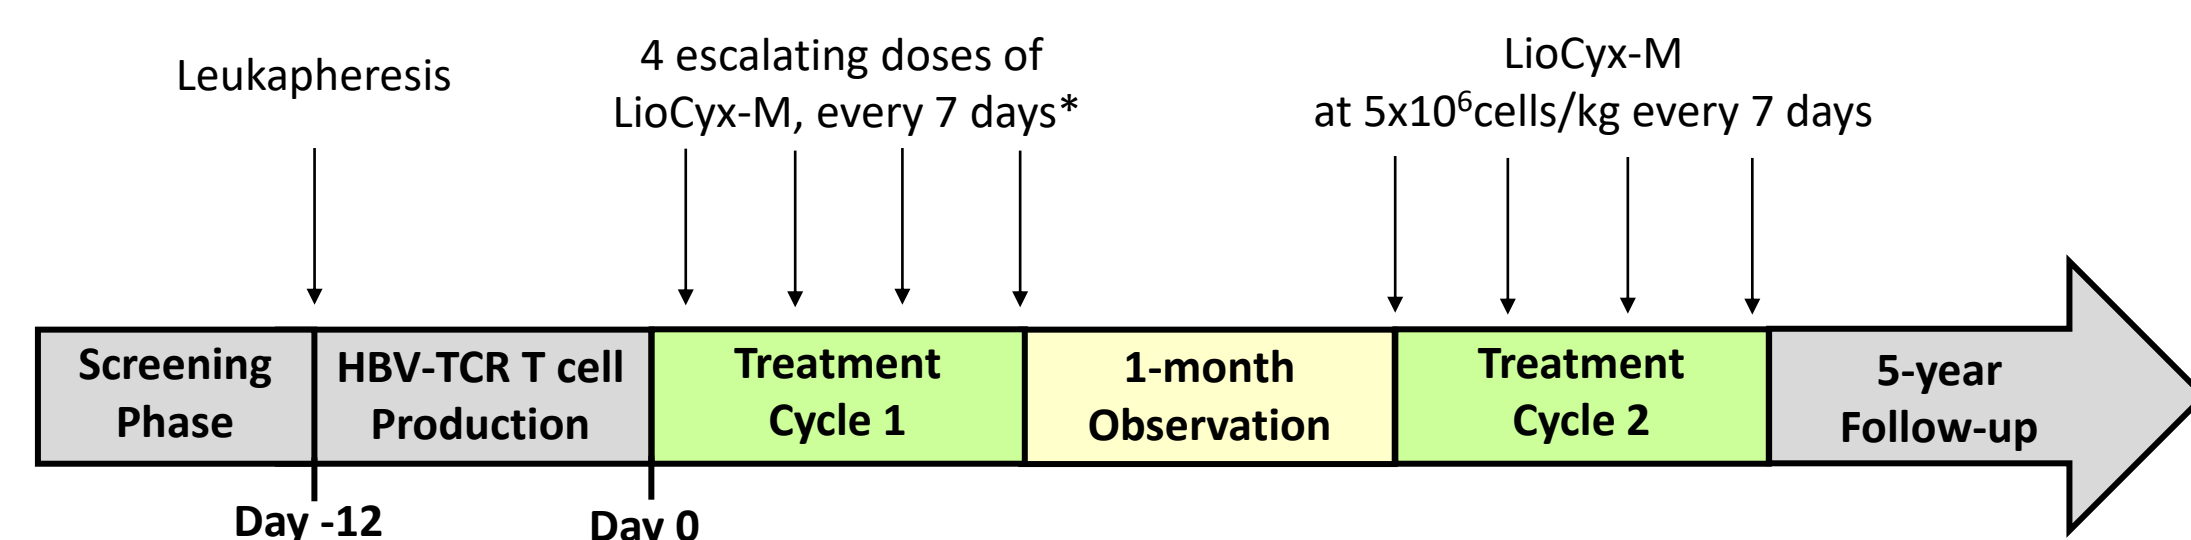 Leukapheresis
4 escalating doses of
LioCyx-M, every 7 days*
LioCyx-M
at 5x10⁶cells/kg every 7 days
Screening
Phase
HBV-TCR T cell
Production
Treatment
Cycle 1
1-month
Observation
Treatment
Cycle 2
5-year
Follow-up
Day -12
Day 0